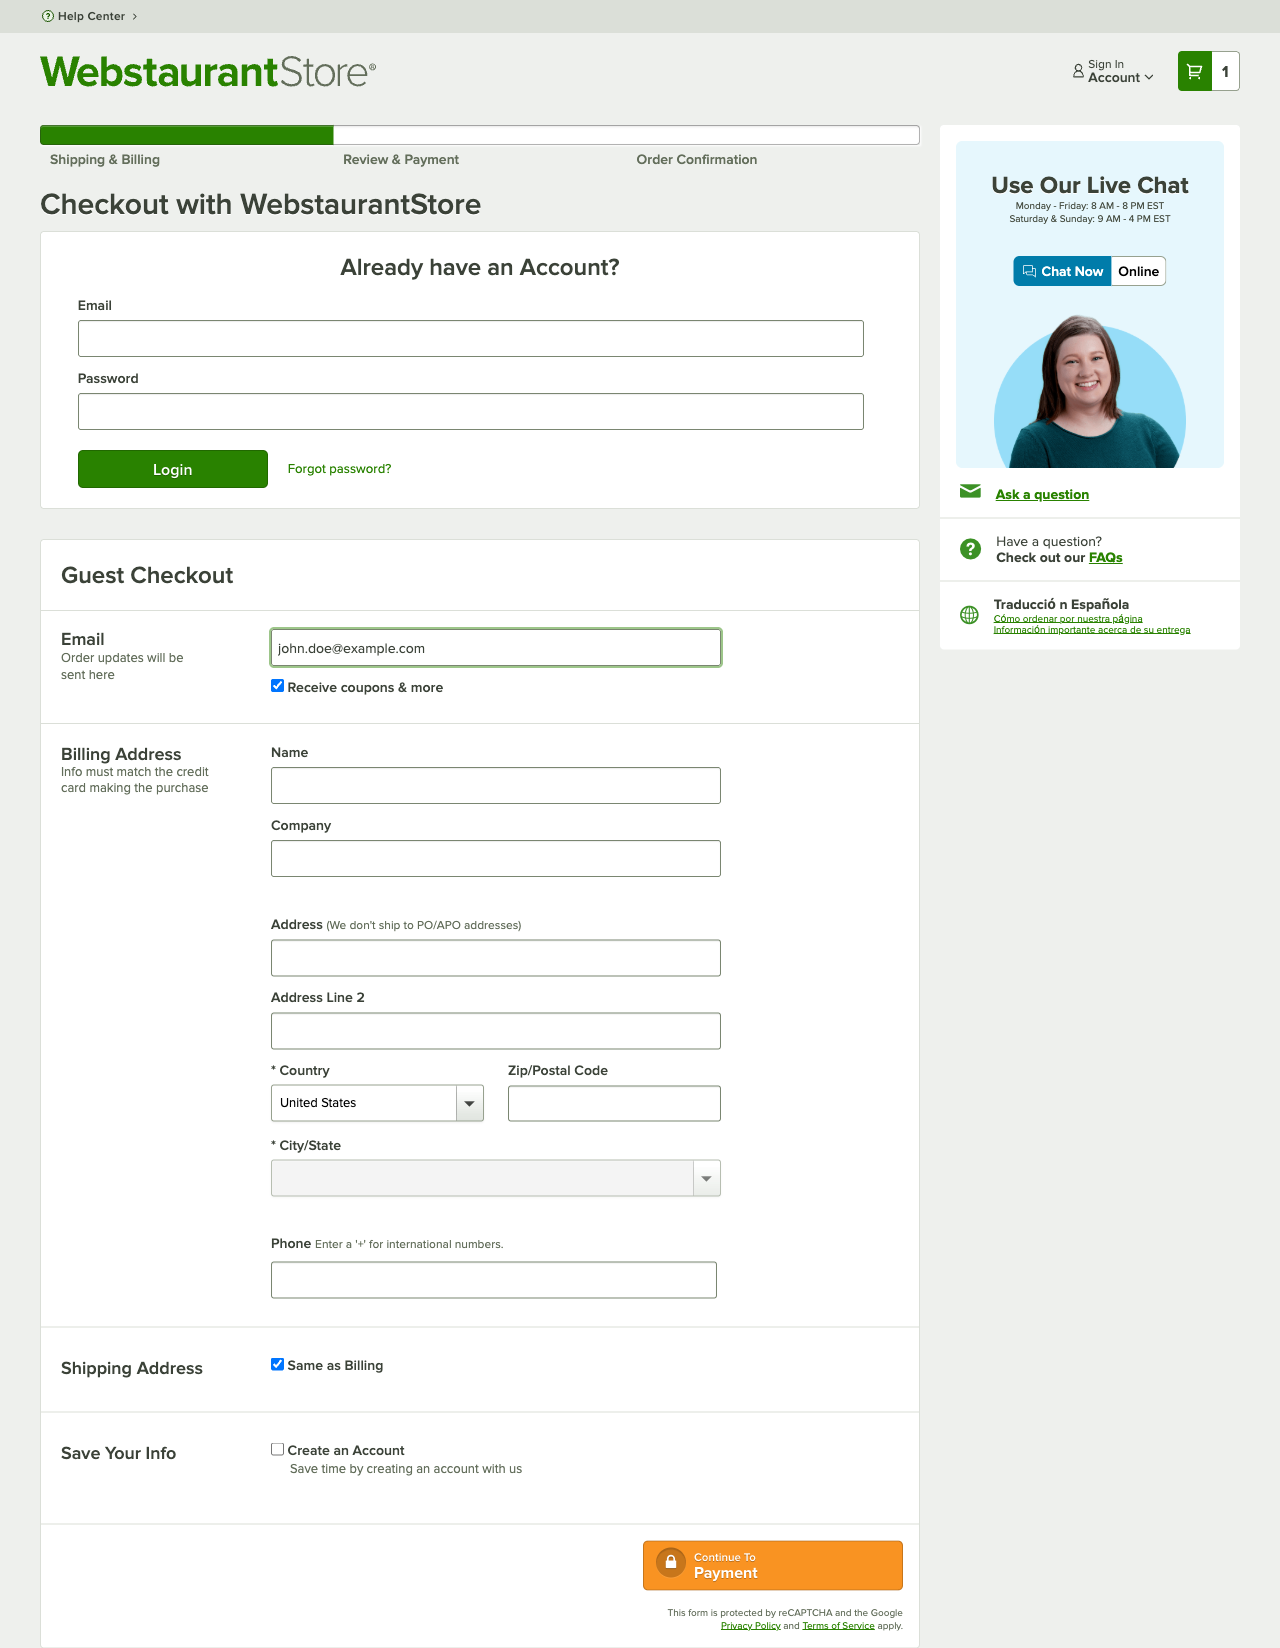 Help Center
WebstaurantStore®
Sign In
Account
1
Shipping & Billing
Review & Payment
Order Confirmation
Checkout with WebstaurantStore
Already have an Account?
Email
Password
Login
Forgot password?
Guest Checkout
Email
Order updates will be
sent here
john.doe@example.com
Receive coupons & more
Billing Address
Info must match the credit
card making the purchase
Name
Company
Address (We don't ship to PO/APO addresses)
Address Line 2
* Country
Zip/Postal Code
United States
* City/State
Phone Enter a '+' for international numbers.
Shipping Address
Same as Billing
Save Your Info
Create an Account
Save time by creating an account with us
Continue To
Payment
This form is protected by reCAPTCHA and the Google
Privacy Policy and Terms of Service apply.
Use Our Live Chat
Monday - Friday: 8 AM - 8 PM EST
Saturday & Sunday: 9 AM - 4 PM EST
Chat Now
Online
Ask a question
Have a question?
Check out our FAQs
Traducció n Española
Cómo ordenar por nuestra página
Información importante acerca de su entrega